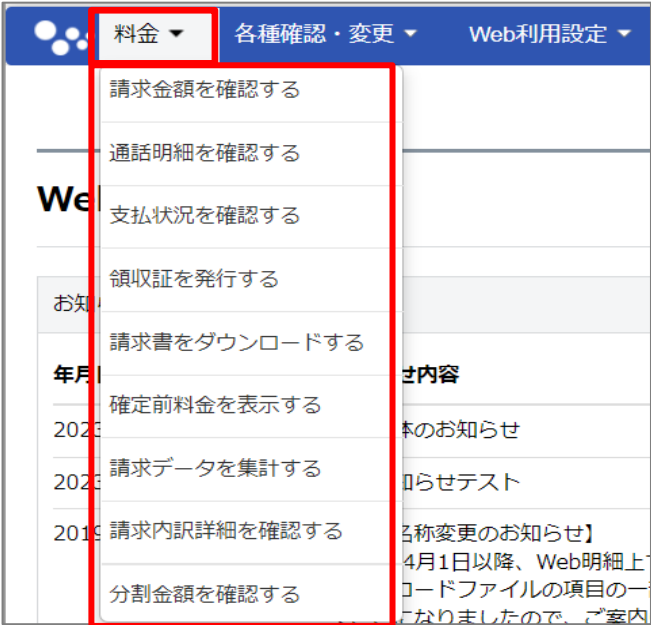 料金 ▼ 各種確認・変更 ▼ Web利用設定 ▼
請求金額を確認する
通話明細を確認する
We
支払状況を確認する
領収証を発行する
お知
請求書をダウンロードする
年月 せ内容
確定前料金を表示する
202 本のお知らせ
請求データを集計する
202 知らせテスト
請求内訳詳細を確認する
2019 名称変更のお知らせ】
4月1日以降、Web明細上
ロードファイルの項目の一
分割金額を確認する
になりましたので、ご案内